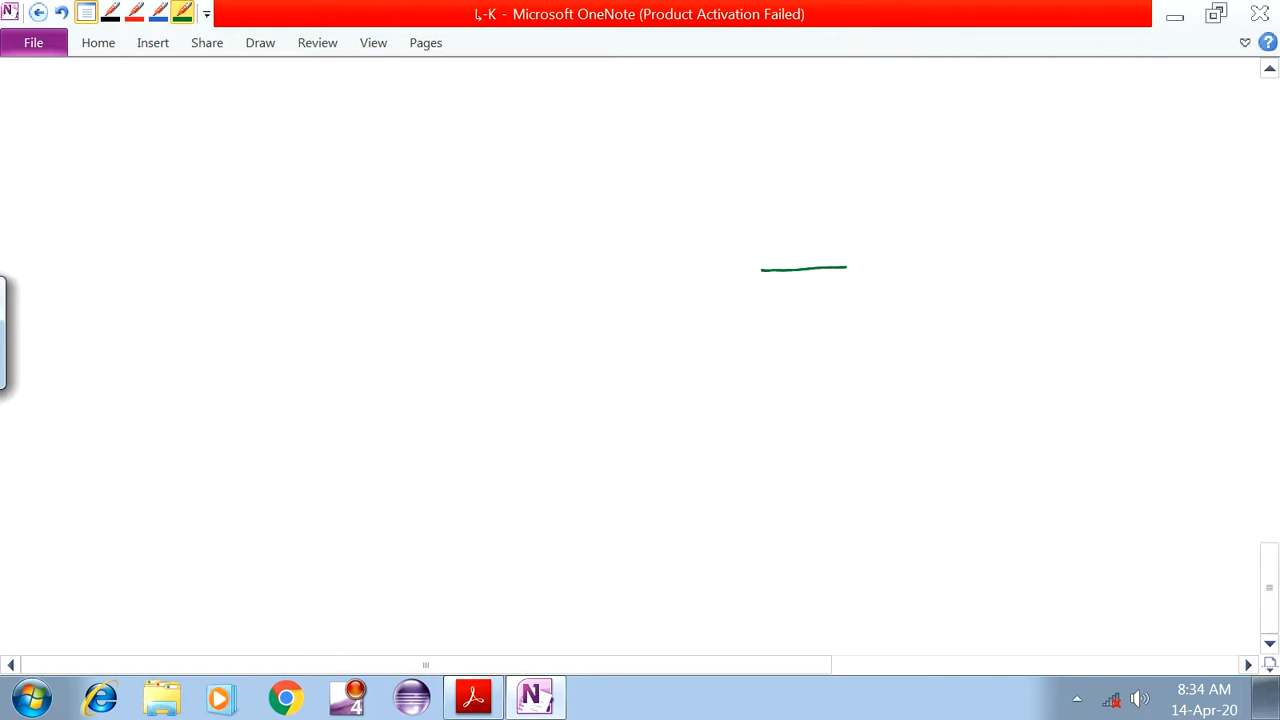 Microsoft OneNote (Product Activation Failed)
File Home Insert Share Draw Review View Pages
8:34 AM
14-Apr-20